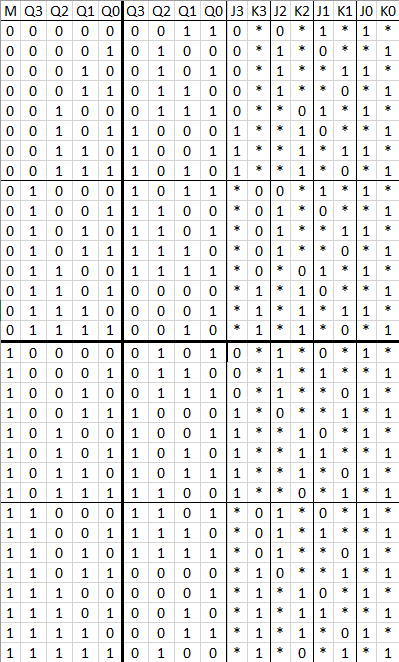 M Q3 Q2 Q1 Q0 Q3 Q2 Q1 Q0 J3 K3 J2 K2 J1 K1 J0 K0
0 0 0 0 0 0 0 1 1 0 * 0 * 1 * 1 *
0 0 0 0 1 0 1 0 0 0 * 1 * 0 * * 1
0 0 0 1 0 0 1 0 1 0 * 1 * * 1 1 *
0 0 0 1 1 0 1 1 0 0 * 1 * * 0 * 1
0 0 1 0 0 0 1 1 1 0 * * 0 1 * 1 *
0 0 1 0 1 1 0 0 0 1 * * 1 0 * * 1
0 0 1 1 0 1 0 0 1 1 * * 1 * 1 1 *
0 0 1 1 1 1 0 1 0 1 * * 1 * 0 * 1
0 1 0 0 0 1 0 1 1 * 0 0 * 1 * 1 *
0 1 0 0 1 1 1 0 0 * 0 1 * 0 * * 1
0 1 0 1 0 1 1 0 1 * 0 1 * * 1 1 *
0 1 0 1 1 1 1 1 0 * 0 1 * * 0 * 1
0 1 1 0 0 1 1 1 1 * 0 * 0 1 * 1 *
0 1 1 0 1 0 0 0 0 * 1 * 1 0 * * 1
0 1 1 1 0 0 0 0 1 * 1 * 1 * 1 1 *
0 1 1 1 1 0 0 1 0 * 1 * 1 * 0 * 1
1 0 0 0 0 0 1 0 1 0 * 1 * 0 * 1 *
1 0 0 0 1 0 1 1 0 0 * 1 * 1 * * 1
1 0 0 1 0 0 1 1 1 0 * 1 * * 0 1 *
1 0 0 1 1 1 0 0 0 1 * 0 * * 1 * 1
1 0 1 0 0 1 0 0 1 1 * * 1 0 * 1 *
1 0 1 0 1 1 0 1 0 1 * * 1 1 * * 1
1 0 1 1 0 1 0 1 1 1 * * 1 * 0 1 *
1 0 1 1 1 1 1 0 0 1 * * 0 * 1 * 1
1 1 0 0 0 1 1 0 1 * 0 1 * 0 * 1 *
1 1 0 0 1 1 1 1 0 * 0 1 * 1 * * 1
1 1 0 1 0 1 1 1 1 * 0 1 * * 0 1 *
1 1 0 1 1 0 0 0 0 * 1 0 * * 1 * 1
1 1 1 0 0 0 0 0 1 * 1 * 1 0 * 1 *
1 1 1 0 1 0 0 1 0 * 1 * 1 1 * * 1
1 1 1 1 0 0 0 1 1 * 1 * 1 * 0 1 *
1 1 1 1 1 0 1 0 0 * 1 * 0 * 1 * 1